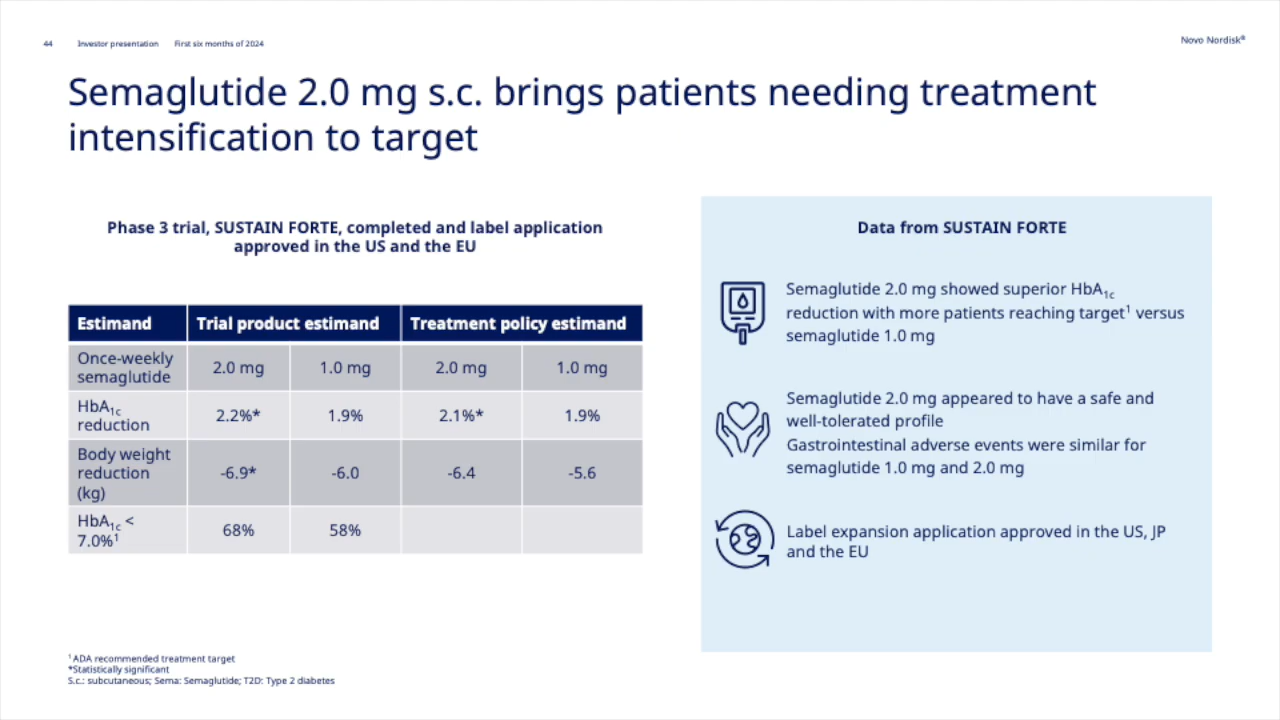 44 Investor presentation First six months of 2024
Novo Nordisk®
Semaglutide 2.0 mg s.c. brings patients needing treatment
intensification to target
Phase 3 trial, SUSTAIN FORTE, completed and label application
approved in the US and the EU
Estimand Trial product estimand Treatment policy estimand
Once-weekly
semaglutide
2.0 mg 1.0 mg 2.0 mg 1.0 mg
HbA1c
reduction
2.2%* 1.9% 2.1%* 1.9%
Body weight
reduction
(kg)
-6.9* -6.0 -6.4 -5.6
HbA1c <
7.0%¹
68% 58%
Data from SUSTAIN FORTE
Semaglutide 2.0 mg showed superior HbA1c
reduction with more patients reaching target¹ versus
semaglutide 1.0 mg
Semaglutide 2.0 mg appeared to have a safe and
well-tolerated profile
Gastrointestinal adverse events were similar for
semaglutide 1.0 mg and 2.0 mg
Label expansion application approved in the US, JP
and the EU
¹ ADA recommended treatment target
*Statistically significant
S.c.: subcutaneous; Sema: Semaglutide; T2D: Type 2 diabetes